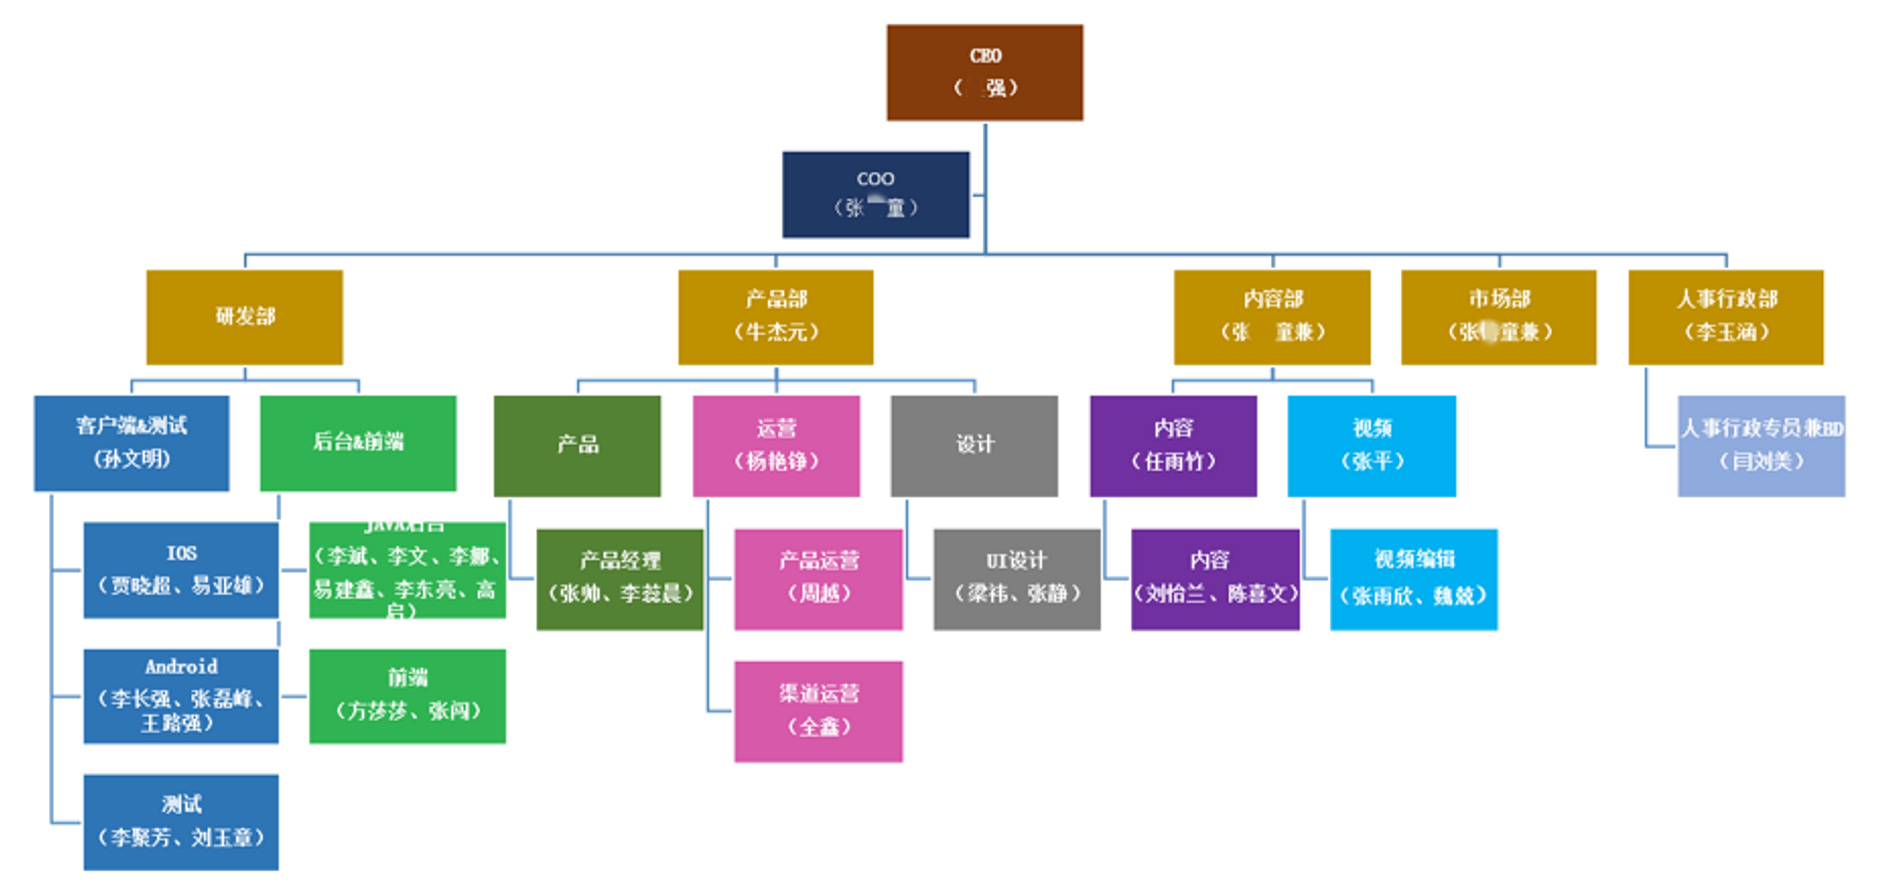 CEO
（ 强）
COO
（张 童）
研发部
产品部
（牛杰元）
内容部
（张 童兼）
市场部
（张 童兼）
人事行政部
（李玉涵）
客户端&测试
(孙文明)
后台&前端
产品
运营
（杨艳铮）
设计
内容
（任雨竹）
视频
（张平）
人事行政专员兼BD
（闫刘美）
IOS
（贾晓超、易亚雄）
JAVA后台
（李斌、李文、李娜、
易建鑫、李东亮、高
启）
产品经理
（张帅、李蕊晨）
产品运营
（周越）
UI设计
（梁祎、张静）
内容
（刘怡兰、陈喜文）
视频编辑
（张雨欣、魏兢）
Android
（李长强、张磊峰、
王路强）
前端
（方莎莎、张闯）
渠道运营
（全鑫）
测试
（李聚芳、刘玉章）